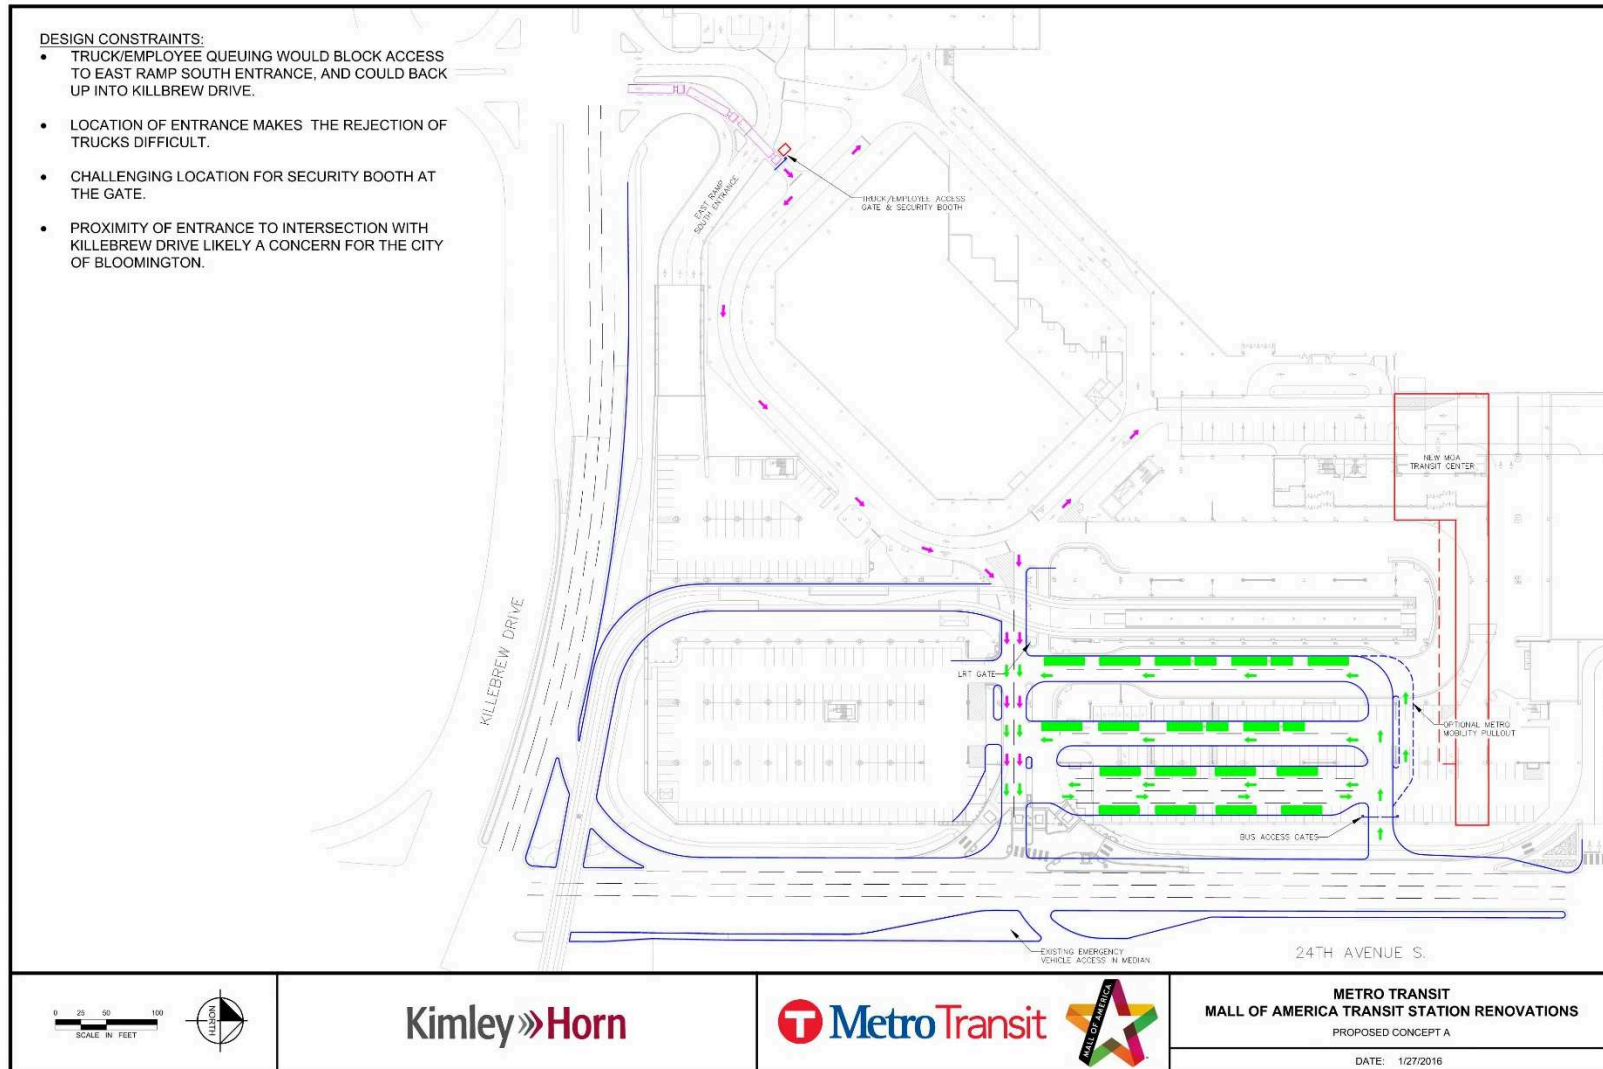 DESIGN CONSTRAINTS:
• TRUCK/EMPLOYEE QUEUING WOULD BLOCK ACCESS
TO EAST RAMP SOUTH ENTRANCE, AND COULD BACK
UP INTO KILLBREW DRIVE.
• LOCATION OF ENTRANCE MAKES THE REJECTION OF
TRUCKS DIFFICULT.
• CHALLENGING LOCATION FOR SECURITY BOOTH AT
THE GATE.
• PROXIMITY OF ENTRANCE TO INTERSECTION WITH
KILLEBREW DRIVE LIKELY A CONCERN FOR THE CITY
OF BLOOMINGTON.
EAST RAMP
SOUTH ENTRANCE
TRUCK/EMPLOYEE ACCESS
GATE & SECURITY BOOTH
NEW MOA
TRANSIT CENTER
KILLEBREW DRIVE
LRT GATE
OPTIONAL METRO
MOBILITY PULLOUT
BUS ACCESS GATES
EXISTING EMERGENCY
VEHICLE ACCESS IN MEDIAN
24TH AVENUE S.
0 25 50 100
SCALE IN FEET
NORTH
Kimley»Horn
T MetroTransit
MALL OF AMERICA
METRO TRANSIT
MALL OF AMERICA TRANSIT STATION RENOVATIONS
PROPOSED CONCEPT A
DATE: 1/27/2016